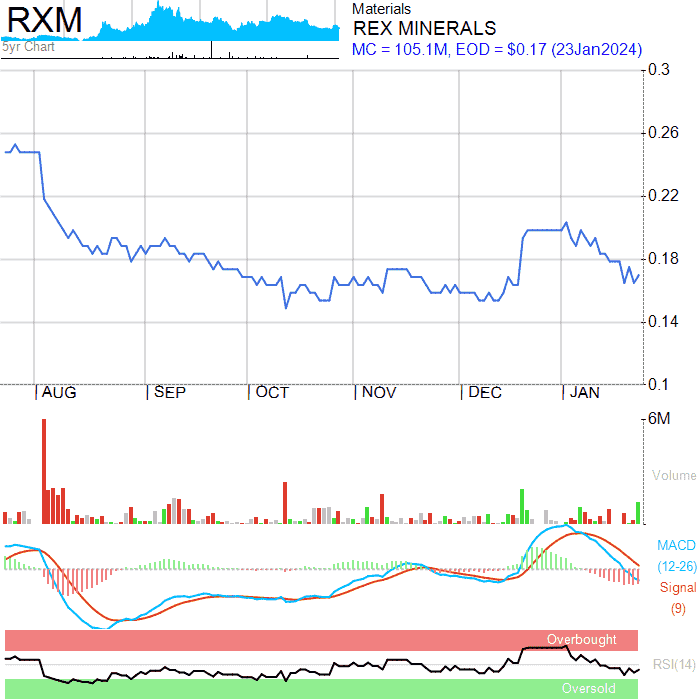 RXM
5yr Chart
Materials
REX MINERALS
MC = 105.1M, EOD = $0.17 (23Jan2024)
0.3
0.26
0.22
0.18
0.14
0.1
AUG SEP OCT NOV DEC JAN
6M
Volume
MACD
(12-26)
Signal
(9)
Overbought
RSI(14)
Oversold